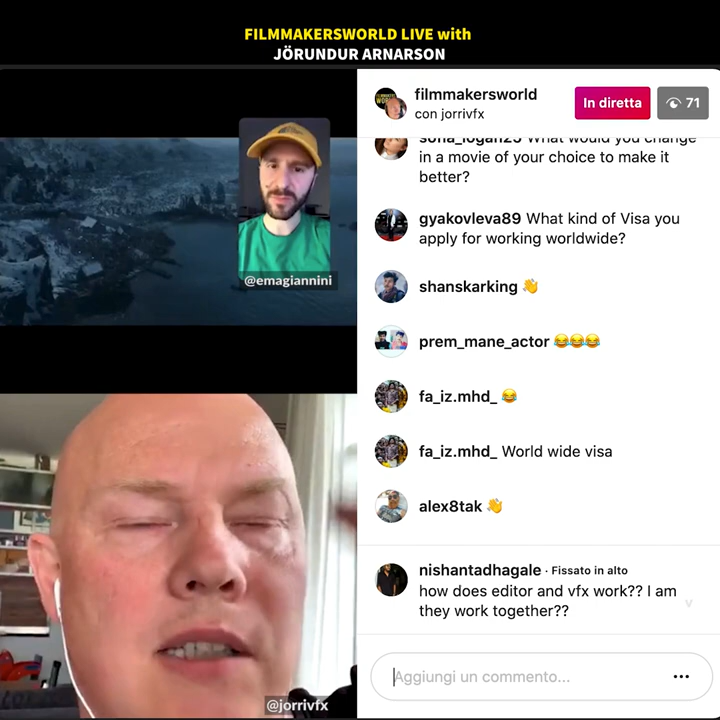 FILMMAKERSWORLD LIVE with
JÖRUNDUR ARNARSON
filmmakersworld
con jorrivfx
In diretta
71
@emagiannini
sofia_logan23 What would you change
in a movie of your choice to make it
better?
gyakovleva89 What kind of Visa you
apply for working worldwide?
shanskarking 👋
prem_mane_actor 😂😂😂
fa_iz.mhd_ 😂
fa_iz.mhd_ World wide visa
alex8tak 👋
nishantadhagale · Fissato in alto
how does editor and vfx work?? I am
they work together??
Aggiungi un commento...
@jorrivfx